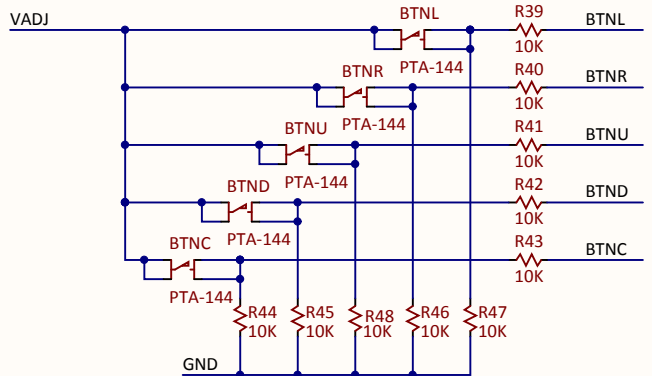 BTNL
R39
VADJ
BTNL
10K
PTA-144
BTNR
R40
BTNR
10K
PTA-144
BTNU
R41
BTNU
10K
PTA-144
BTND
R42
BTND
10K
PTA-144
BTNC
R43
BTNC
10K
PTA-144
R44 R45 R48 R46 R47
10K 10K 10K 10K 10K
GND